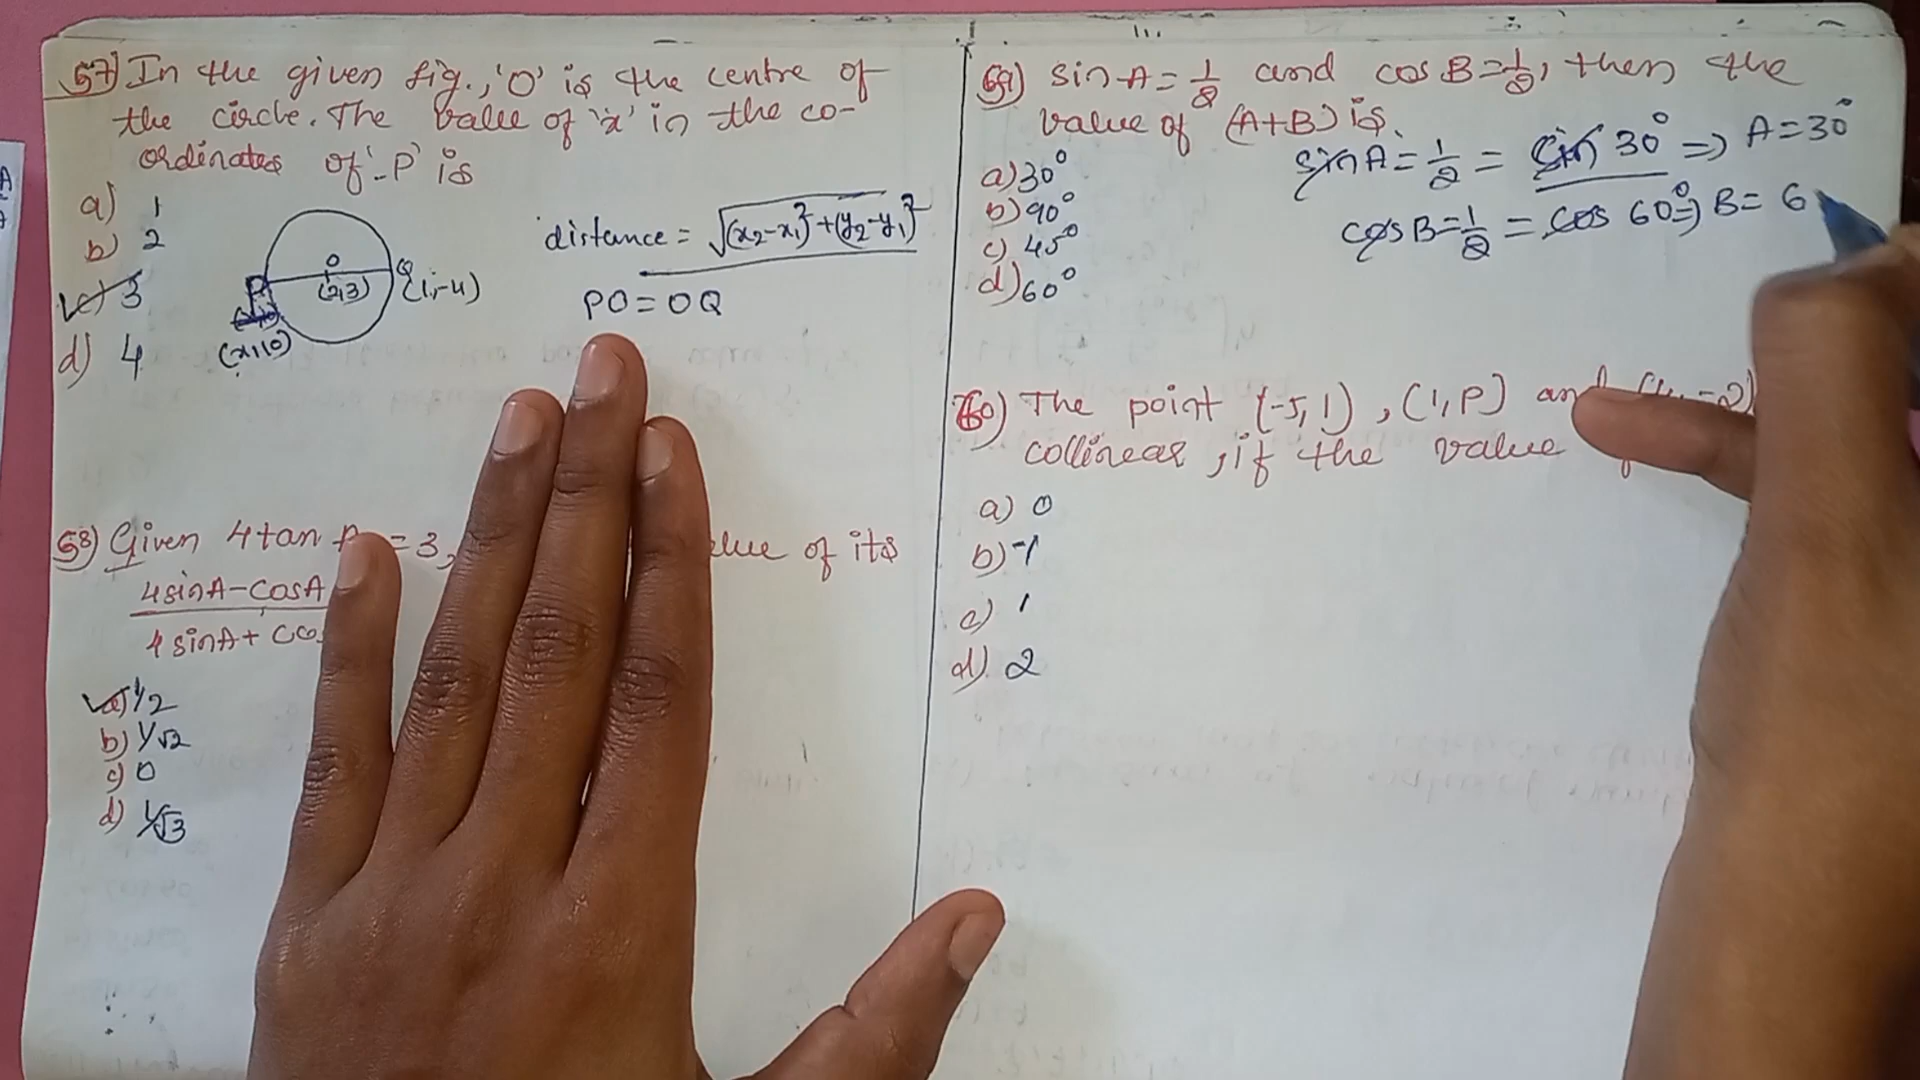 57) In the given fig., 'O' is the centre of
the circle. The value of 'x' in the co-
ordinates of 'P' is
a) 1
b) 2
c) 3
d) 4
O
(2,3)
P
Q
(1,-4)
(x,10)
distance = √(x₂-x₁)²+(y₂-y₁)²
PO = OQ
58) Given 4tan A = 3, value of its
4sinA-cosA
4sinA+
a) 1/2
b) 1/√2
c) 0
d) 1/√3
59) sin A = 1/2 and cos B = 1/2, then the
value of (A+B) is.
a) 30°
b) 90°
c) 45°
d) 60°
sinA = 1/2 = sin 30° ⇒ A = 30°
cosB = 1/2 = cos 60° ⇒ B = 6
60) The point (-5,1), (1,P) and -2)
collinear, if the value
a) 0
b) -1
c) 1
d) 2